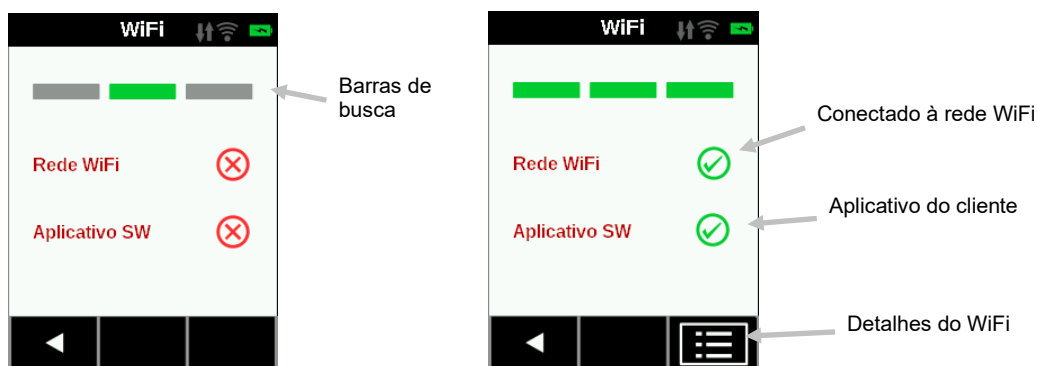 WiFi
Barras de
busca
Rede WiFi
Aplicativo SW
WiFi
Conectado à rede WiFi
Rede WiFi
Aplicativo do cliente
Aplicativo SW
Detalhes do WiFi